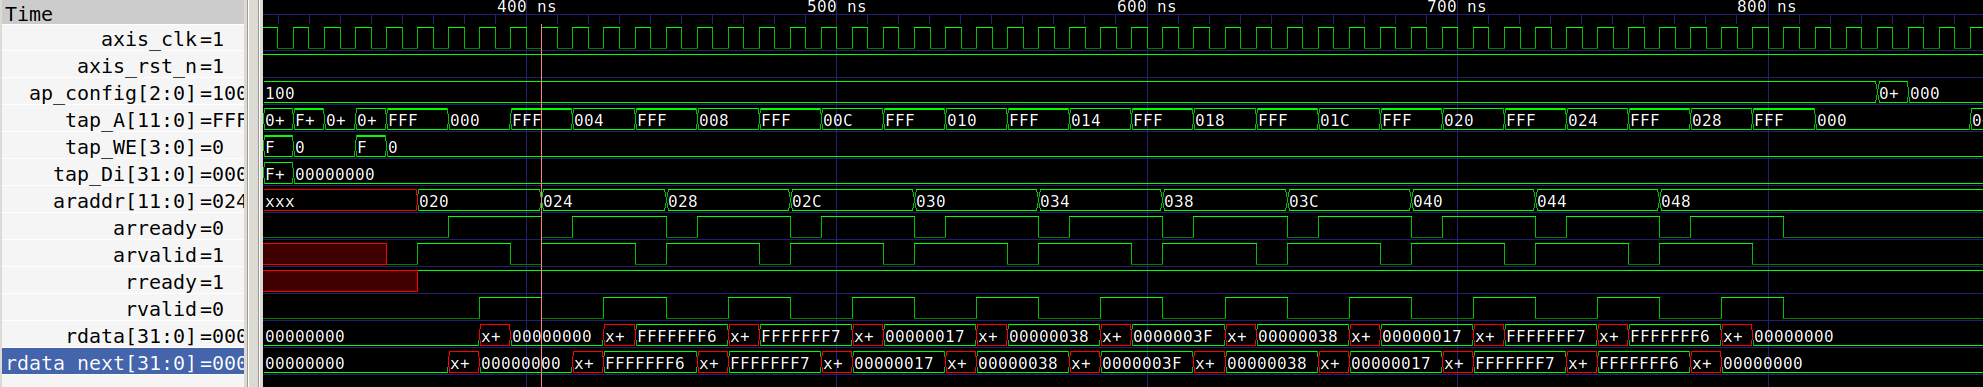 400 ns 500 ns 600 ns 700 ns 800 ns
Time
axis_clk=1
axis_rst_n=1
ap_config[2:0]=100 100 0+ 000
tap_A[11:0]=FFF 0+ F+ 0+ 0+ FFF 000 FFF 004 FFF 008 FFF 00C FFF 010 FFF 014 FFF 018 FFF 01C FFF 020 FFF 024 FFF 028 FFF 000 0
tap_WE[3:0]=0 F 0 F 0
tap_Di[31:0]=000 F+ 00000000
araddr[11:0]=024 xxx 020 024 028 02C 030 034 038 03C 040 044 048
arready=0
arvalid=1
rready=1
rvalid=0
rdata[31:0]=000 00000000 x+ 00000000 x+ FFFFFFF6 x+ FFFFFFF7 x+ 00000017 x+ 00000038 x+ 0000003F x+ 00000038 x+ 00000017 x+ FFFFFFF7 x+ FFFFFFF6 x+ 00000000
rdata_next[31:0]=000 00000000 x+ 00000000 x+ FFFFFFF6 x+ FFFFFFF7 x+ 00000017 x+ 00000038 x+ 0000003F x+ 00000038 x+ 00000017 x+ FFFFFFF7 x+ FFFFFFF6 x+ 00000000